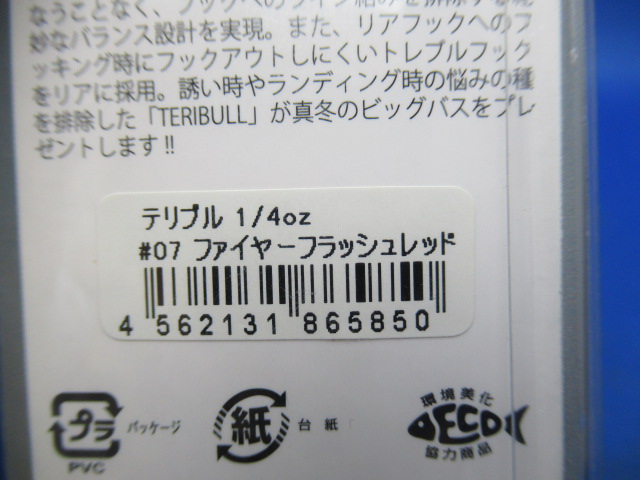 なうことなく、フックへのライン絡みを排除する絶
妙なバランス設計を実現。また、リアフックへのフ
ッキング時にフックアウトしにくいトレブルフック
をリアに採用。誘い時やランディング時の悩みの種
を排除した「TERIBULL」が真冬のビッグバスをプレ
ゼントします!!
テリブル 1/4oz
#07 ファイヤーフラッシュレッド
4 562131 865850
プラ パッケージ
PVC
紙 台紙
環境美化
ECO
協力商品